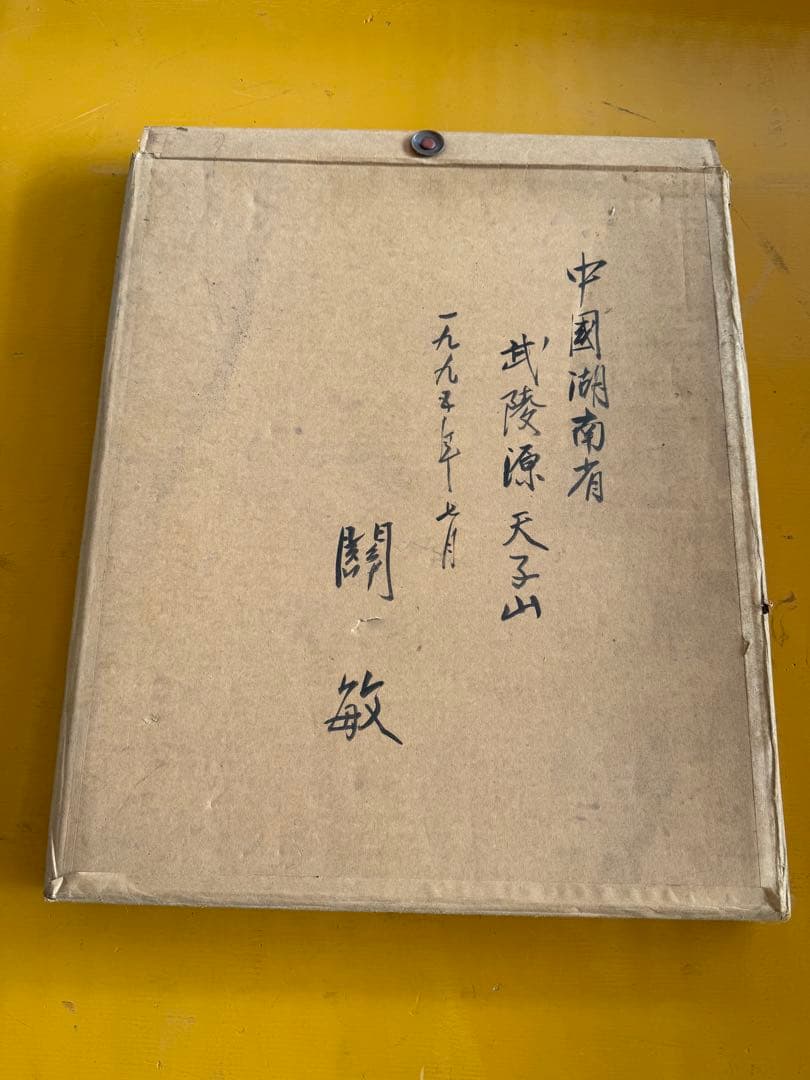 中國湖南省
武陵源天子山
一九九五年七月
關敏